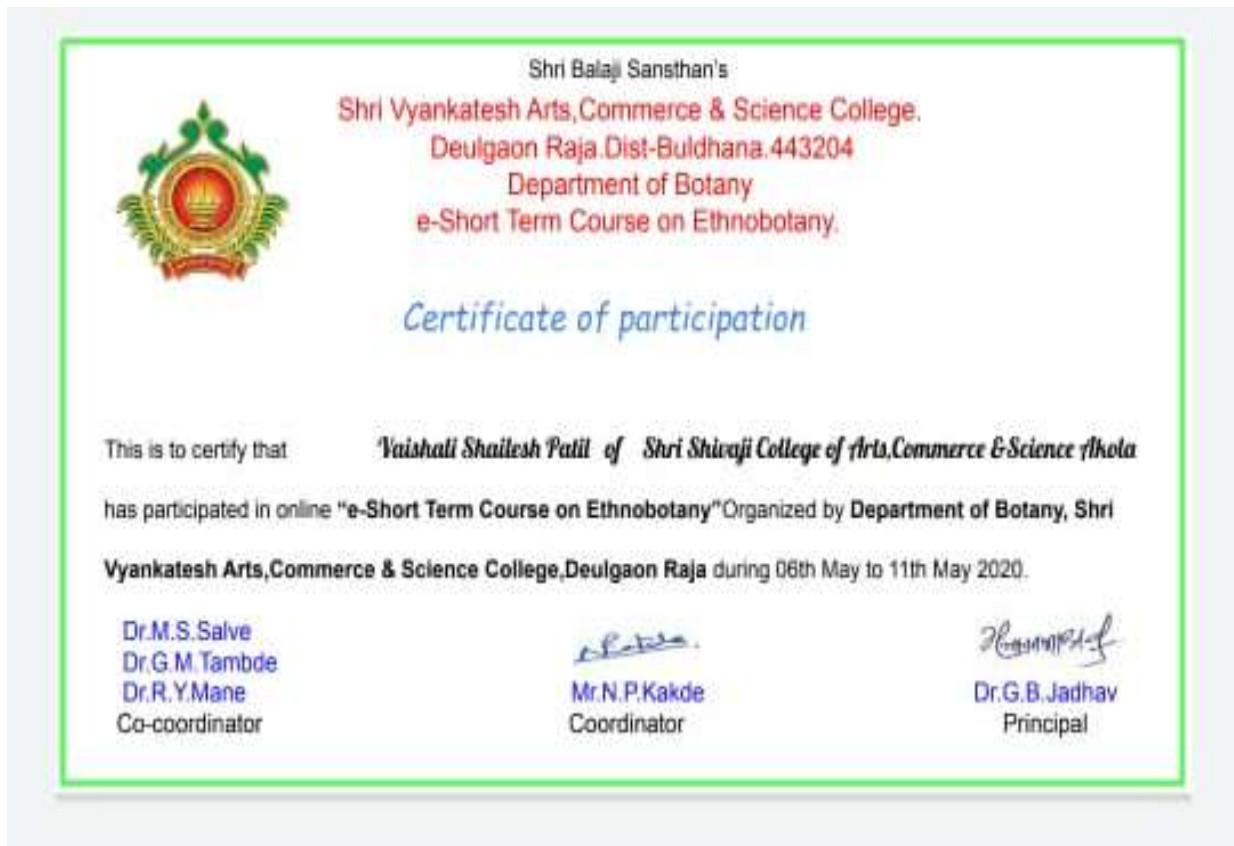 Shri Balaji Sansthan's
Shri Vyankatesh Arts,Commerce & Science College.
Deulgaon Raja.Dist-Buldhana.443204
Department of Botany
e-Short Term Course on Ethnobotany.
Certificate of participation
This is to certify that Vaishali Shailesh Patil of Shri Shivaji College of Arts,Commerce &Science Akola
has participated in online "e-Short Term Course on Ethnobotany"Organized by Department of Botany, Shri
Vyankatesh Arts,Commerce & Science College,Deulgaon Raja during 06th May to 11th May 2020.
Dr.M.S.Salve
Dr.G.M.Tambde
Dr.R.Y.Mane
Co-coordinator
Mr.N.P.Kakde
Coordinator
Dr.G.B.Jadhav
Principal